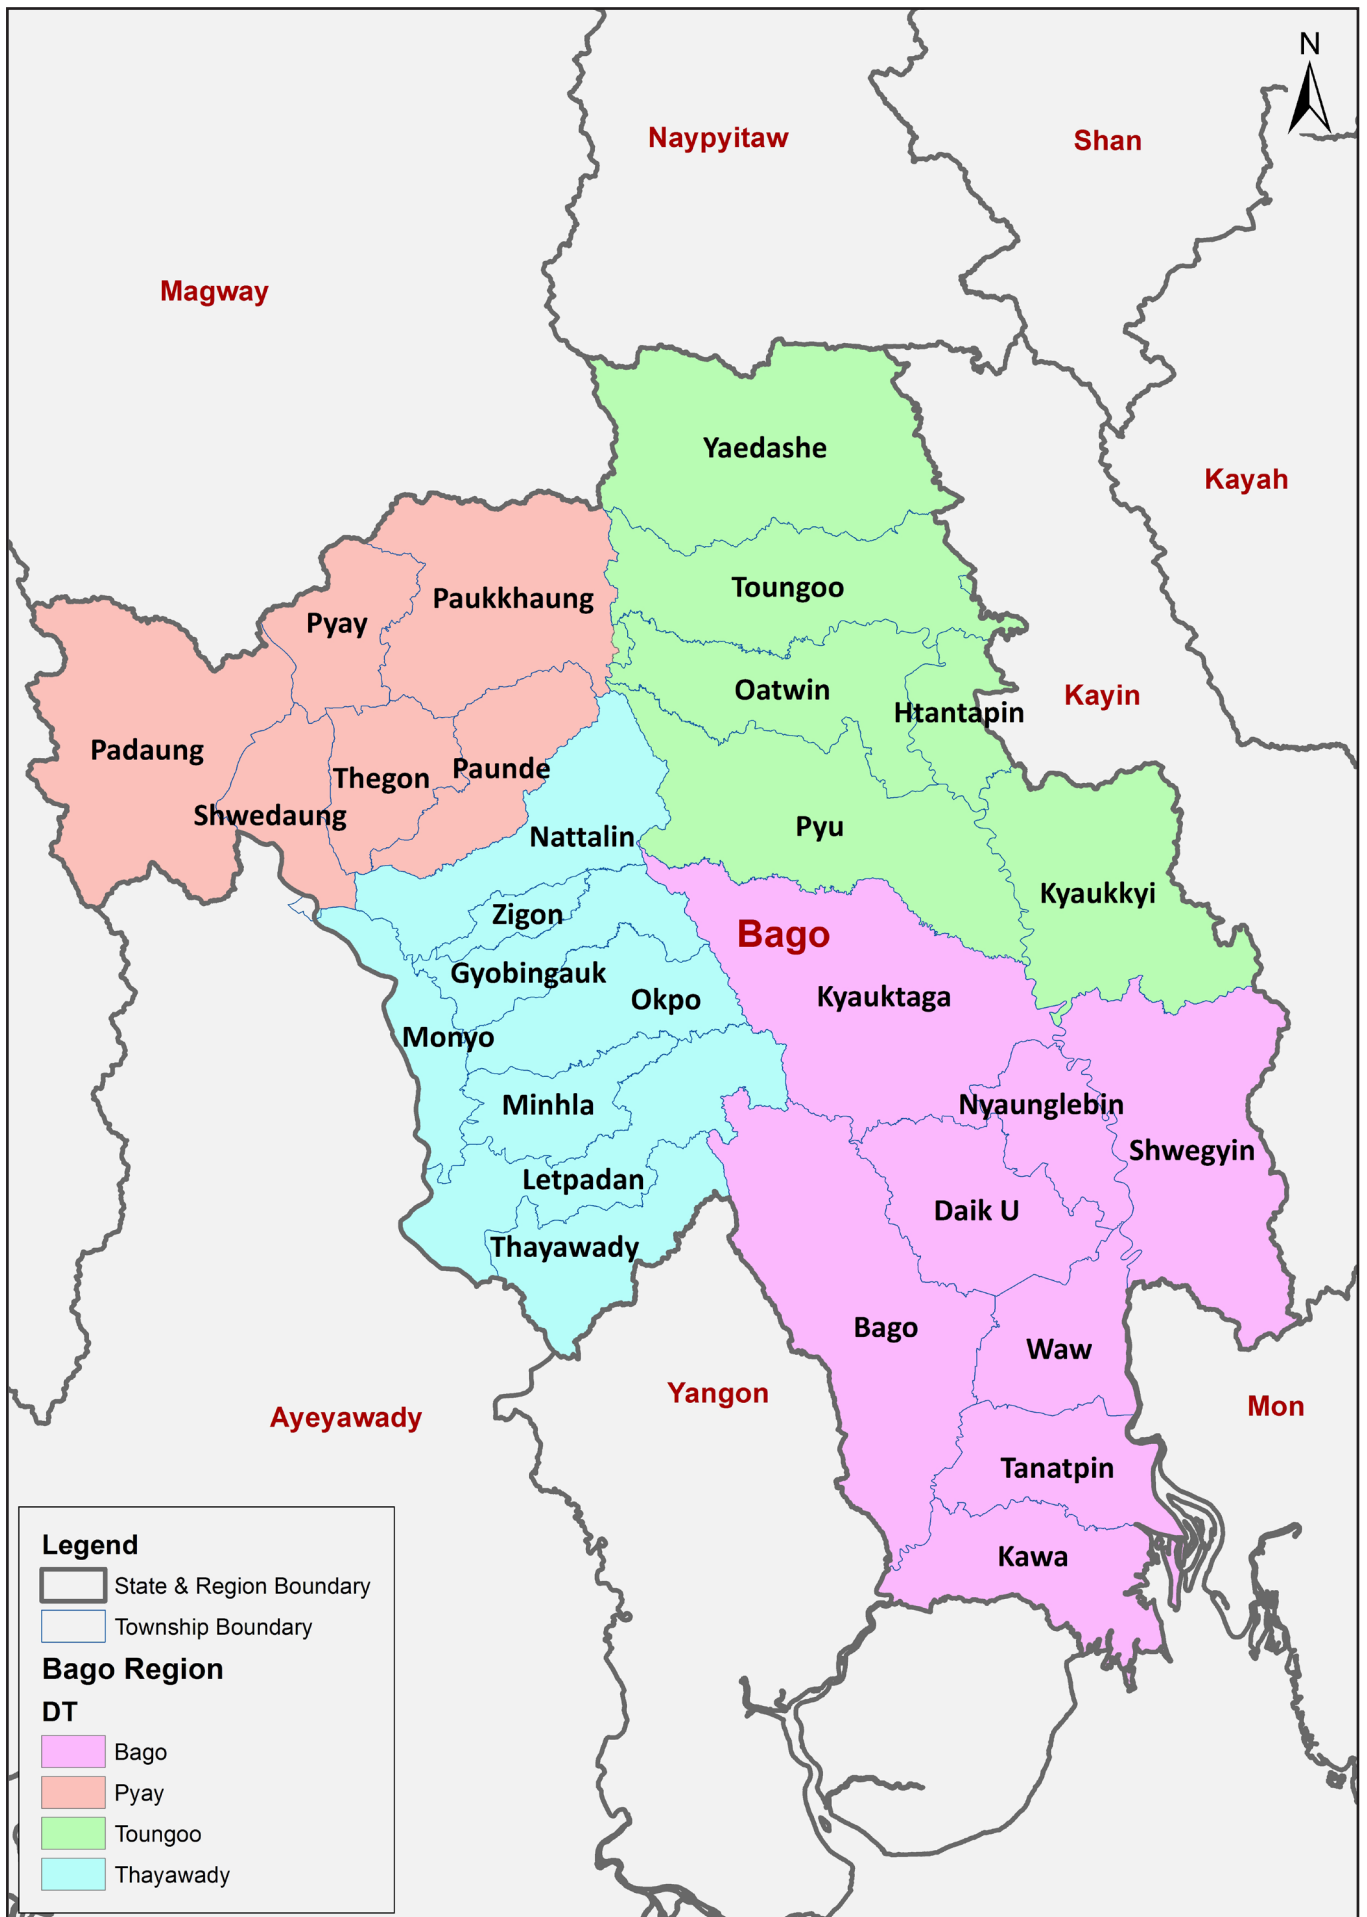 N
Naypyitaw
Shan
Magway
Yaedashe
Kayah
Toungoo
Paukkhaung
Pyay
Oatwin
Kayin
Htantapin
Padaung
Paunde
Thegon
Shwedaung
Pyu
Nattalin
Kyaukkyi
Zigon
Bago
Gyobingauk
Kyauktaga
Okpo
Monyo
Minhla
Nyaunglebin
Shwegyin
Letpadan
Daik U
Thayawady
Bago
Waw
Yangon
Mon
Ayeyawady
Tanatpin
Kawa
Legend
State & Region Boundary
Township Boundary
Bago Region
DT
Bago
Pyay
Toungoo
Thayawady